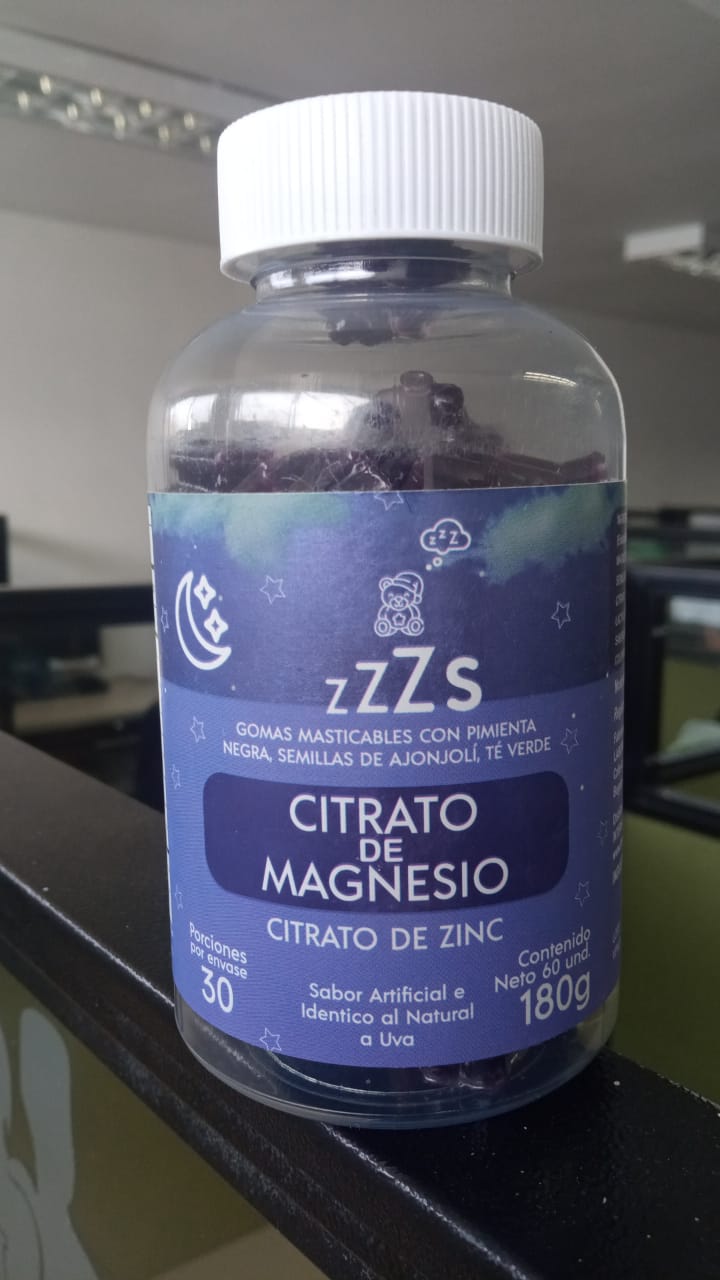 z z Z
zzZs
GOMAS MASTICABLES CON PIMIENTA
NEGRA, SEMILLAS DE AJONJOLÍ, TÉ VERDE
CITRATO
DE
MAGNESIO
CITRATO DE ZINC
Porciones
por envase
30
Sabor Artificial e
Identico al Natural
a Uva
Contenido
Neto 60 und.
180g